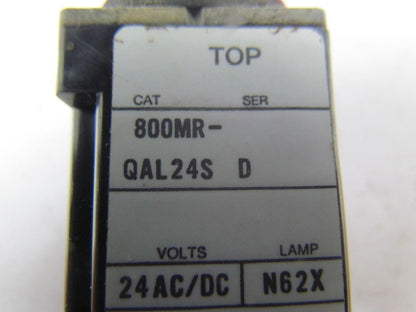 TOP
CAT SER
800MR-
QAL24S D
VOLTS LAMP
24AC/DC N62X